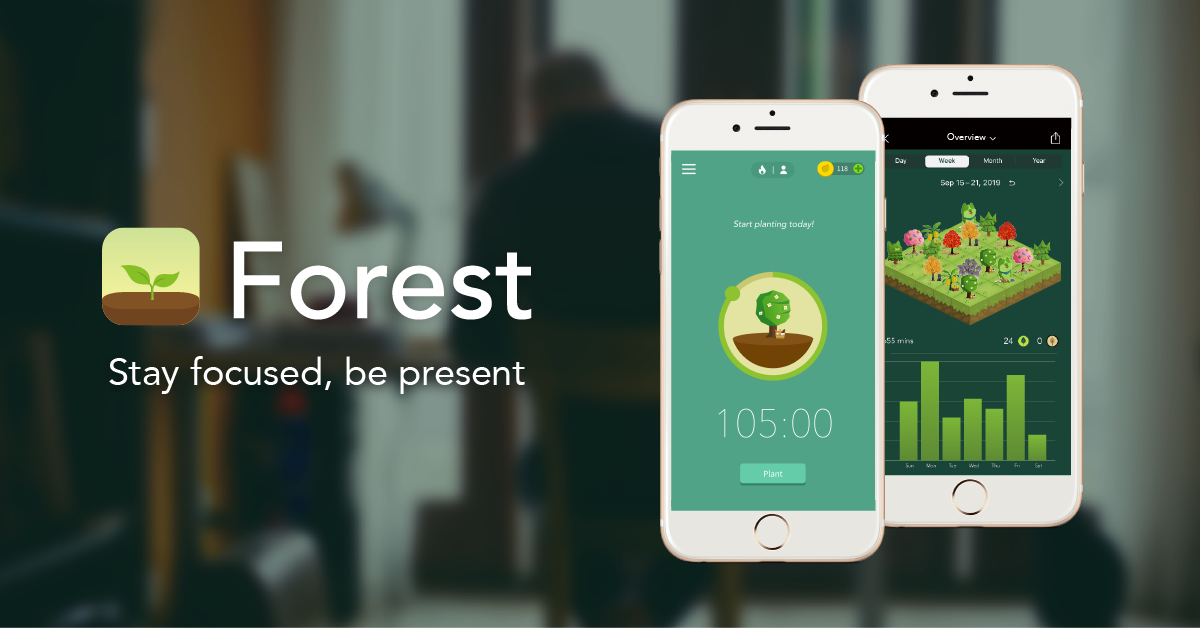 Forest
Stay focused, be present
118
Start planting today!
105:00
Plant
Overview
Day Week Month Year
Sep 15–21, 2019
24 0
Sun Mon Tue Wed Thu Fri Sat